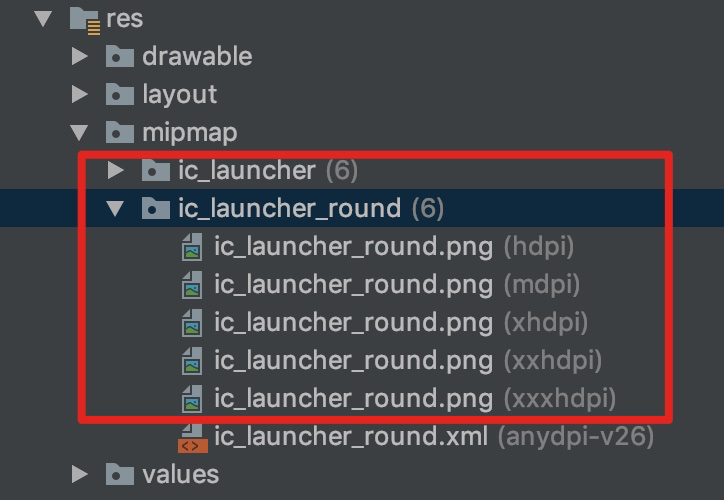 res
drawable
layout
mipmap
ic_launcher (6)
ic_launcher_round (6)
ic_launcher_round.png (hdpi)
ic_launcher_round.png (mdpi)
ic_launcher_round.png (xhdpi)
ic_launcher_round.png (xxhdpi)
ic_launcher_round.png (xxxhdpi)
ic_launcher_round.xml (anydpi-v26)
values